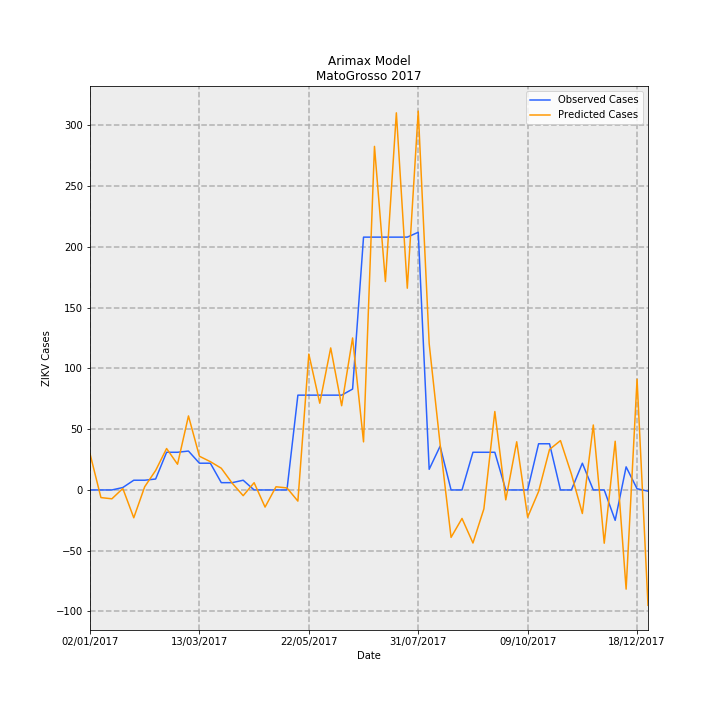 Arimax Model
MatoGrosso 2017
Observed Cases
Predicted Cases
300
250
200
150
100
50
0
−50
−100
ZIKV Cases
02/01/2017
13/03/2017
22/05/2017
31/07/2017
09/10/2017
18/12/2017
Date